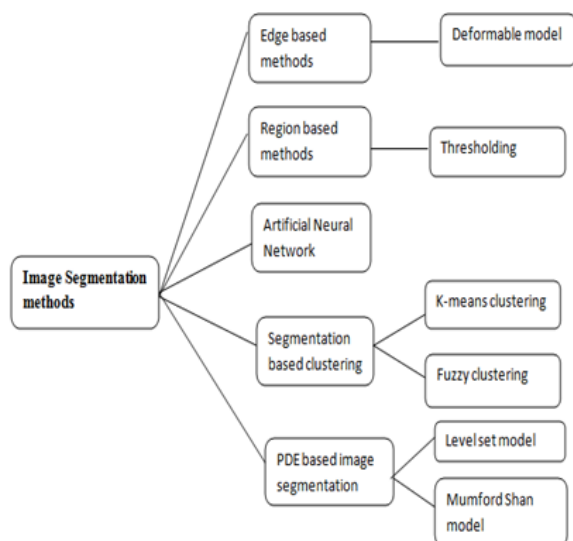 Edge based
methods
Deformable model
Region based
methods
Thresholding
Artificial Neural
Network
Image Segmentation
methods
Segmentation
based clustering
K-means clustering
Fuzzy clustering
PDE based image
segmentation
Level set model
Mumford Shan
model